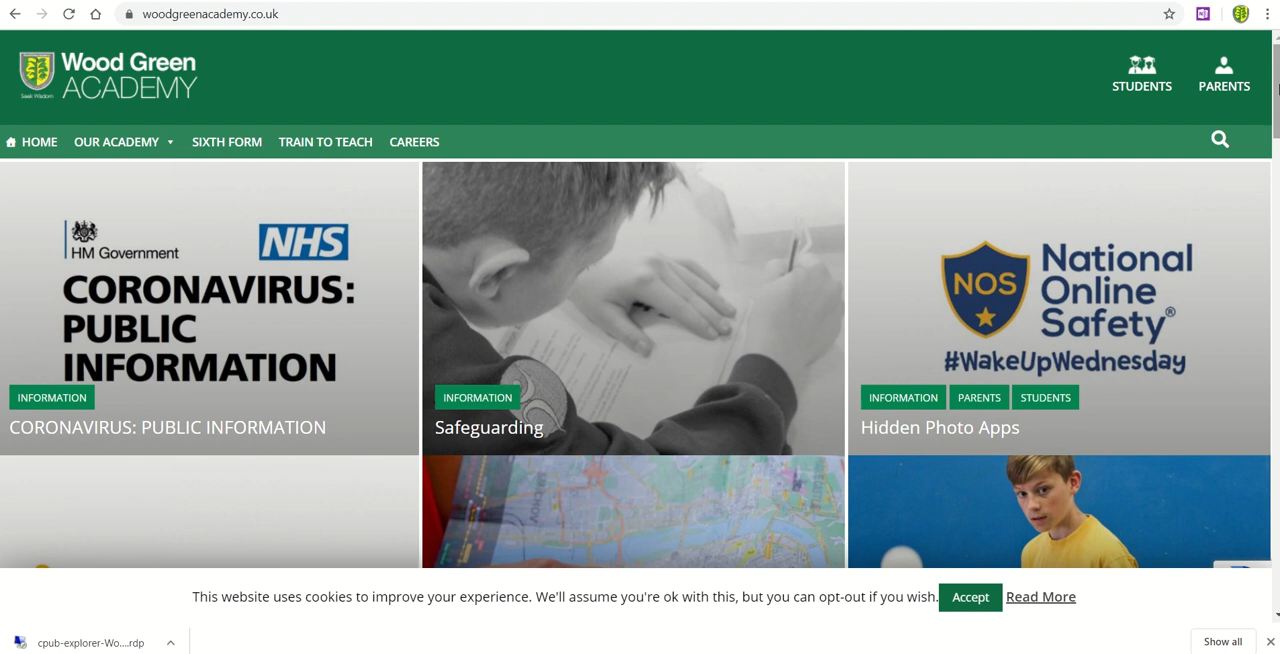 woodgreenacademy.co.uk
Wood Green
ACADEMY
Seek Wisdom
STUDENTS
PARENTS
HOME
OUR ACADEMY
SIXTH FORM
TRAIN TO TEACH
CAREERS
HM Government
NHS
CORONAVIRUS:
PUBLIC
INFORMATION
INFORMATION
CORONAVIRUS: PUBLIC INFORMATION
INFORMATION
Safeguarding
NOS
National
Online
Safety®
#WakeUpWednesday
INFORMATION PARENTS STUDENTS
Hidden Photo Apps
This website uses cookies to improve your experience. We'll assume you're ok with this, but you can opt-out if you wish. Accept Read More
cpub-explorer-Wo....rdp
Show all